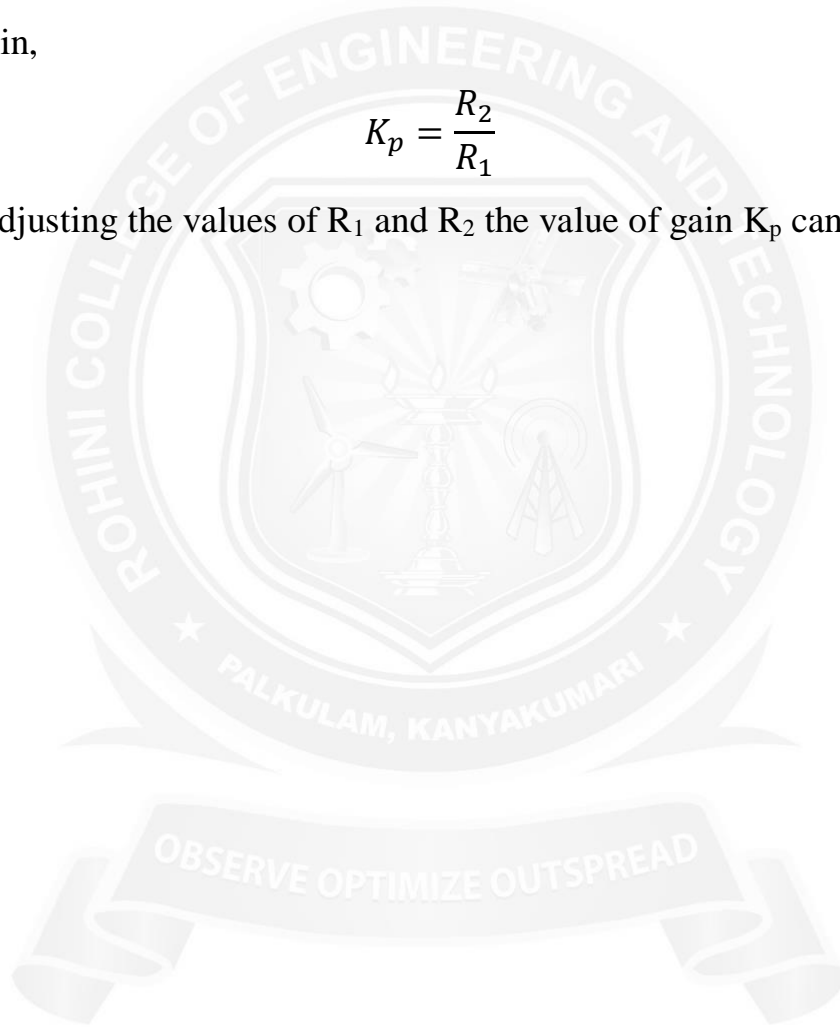 in,
K_p = R_2 / R_1
djusting the values of R_1 and R_2 the value of gain K_p can
ROHINI COLLEGE OF ENGINEERING AND TECHNOLOGY
PALKULAM, KANYAKUMARI
OBSERVE OPTIMIZE OUTSPREAD